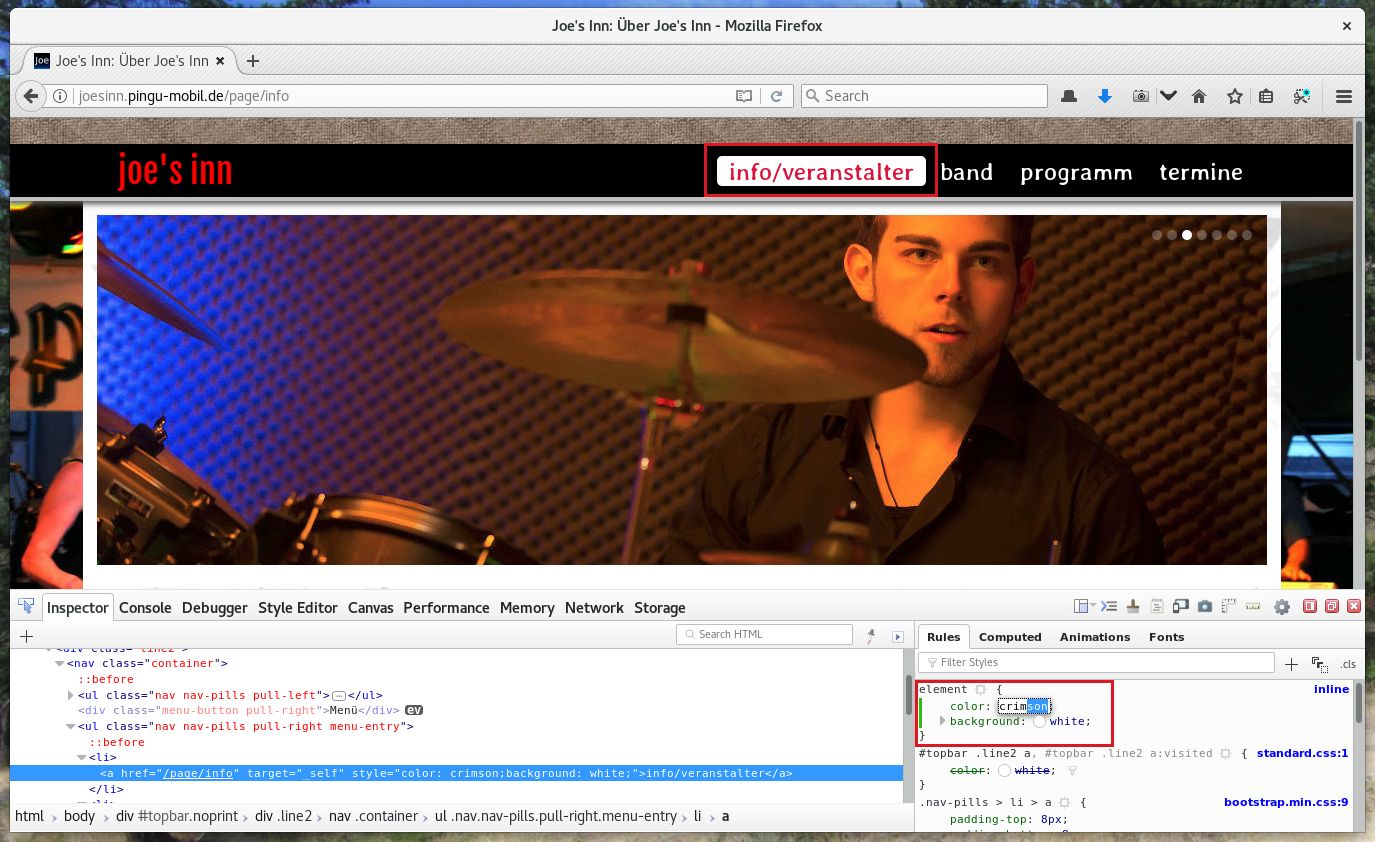 Joe's Inn: Über Joe's Inn - Mozilla Firefox
Joe
Joe's Inn: Über Joe's Inn
joesinn.pingu-mobil.de/page/info
Search
joe's inn
info/veranstalter band programm termine
Inspector Console Debugger Style Editor Canvas Performance Memory Network Storage
Search HTML
<nav class="container">
::before
<ul class="nav nav-pills pull-left"></ul>
<div class="menu-button pull-right">Menü</div> ev
<ul class="nav nav-pills pull-right menu-entry">
::before
<li>
<a href="/page/info" target="_self" style="color: crimson;background: white;">info/veranstalter</a>
</li>
html body div #topbar.noprint div .line2 nav .container ul .nav.nav-pills.pull-right.menu-entry li a
Rules Computed Animations Fonts
Filter Styles
.cls
element { inline
color: crimson;
background: white;
}
#topbar .line2 a, #topbar .line2 a:visited { standard.css:1
color: white;
}
.nav-pills > li > a { bootstrap.min.css:9
padding-top: 8px;